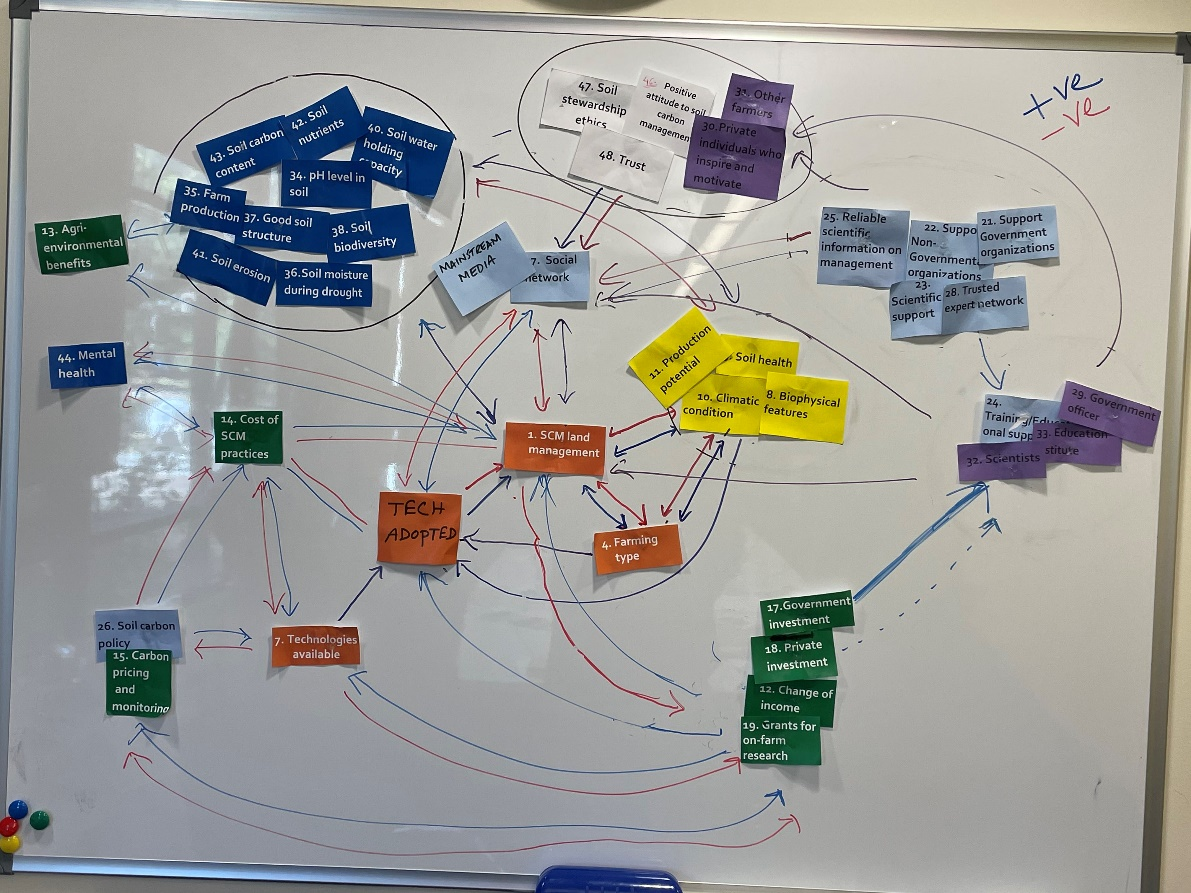 +ve
- ve
47. Soil
stewardship
ethics
46. Positive
attitude to soil
carbon
management
31. Other
farmers
30. Private
individuals who
inspire and
motivate
48. Trust
43. Soil carbon
content
42. Soil
nutrients
40. Soil water
holding
capacity
34. pH level in
soil
35. Farm
production
37. Good soil
structure
38. Soil
biodiversity
41. Soil erosion
36. Soil moisture
during drought
13. Agri-
environmental
benefits
MAINSTREAM
MEDIA
7. Social
network
25. Reliable
scientific
information on
management
22. Suppo
Non-
Government
organizations
21. Support
Government
organizations
23.
Scientific
support
28. Trusted
expert network
44. Mental
health
11. Production
potential
Soil health
10. Climatic
condition
8. Biophysical
features
14. Cost of
SCM
practices
1. SCM land
management
24.
Training/Educ
onal supp
29. Government
officer
33. Education
stitute
32. Scientists
TECH
ADOPTED
4. Farming
type
26. Soil carbon
policy
15. Carbon
pricing
and
monitoring
7. Technologies
available
17. Government
investment
18. Private
investment
12. Change of
income
19. Grants for
on-farm
research